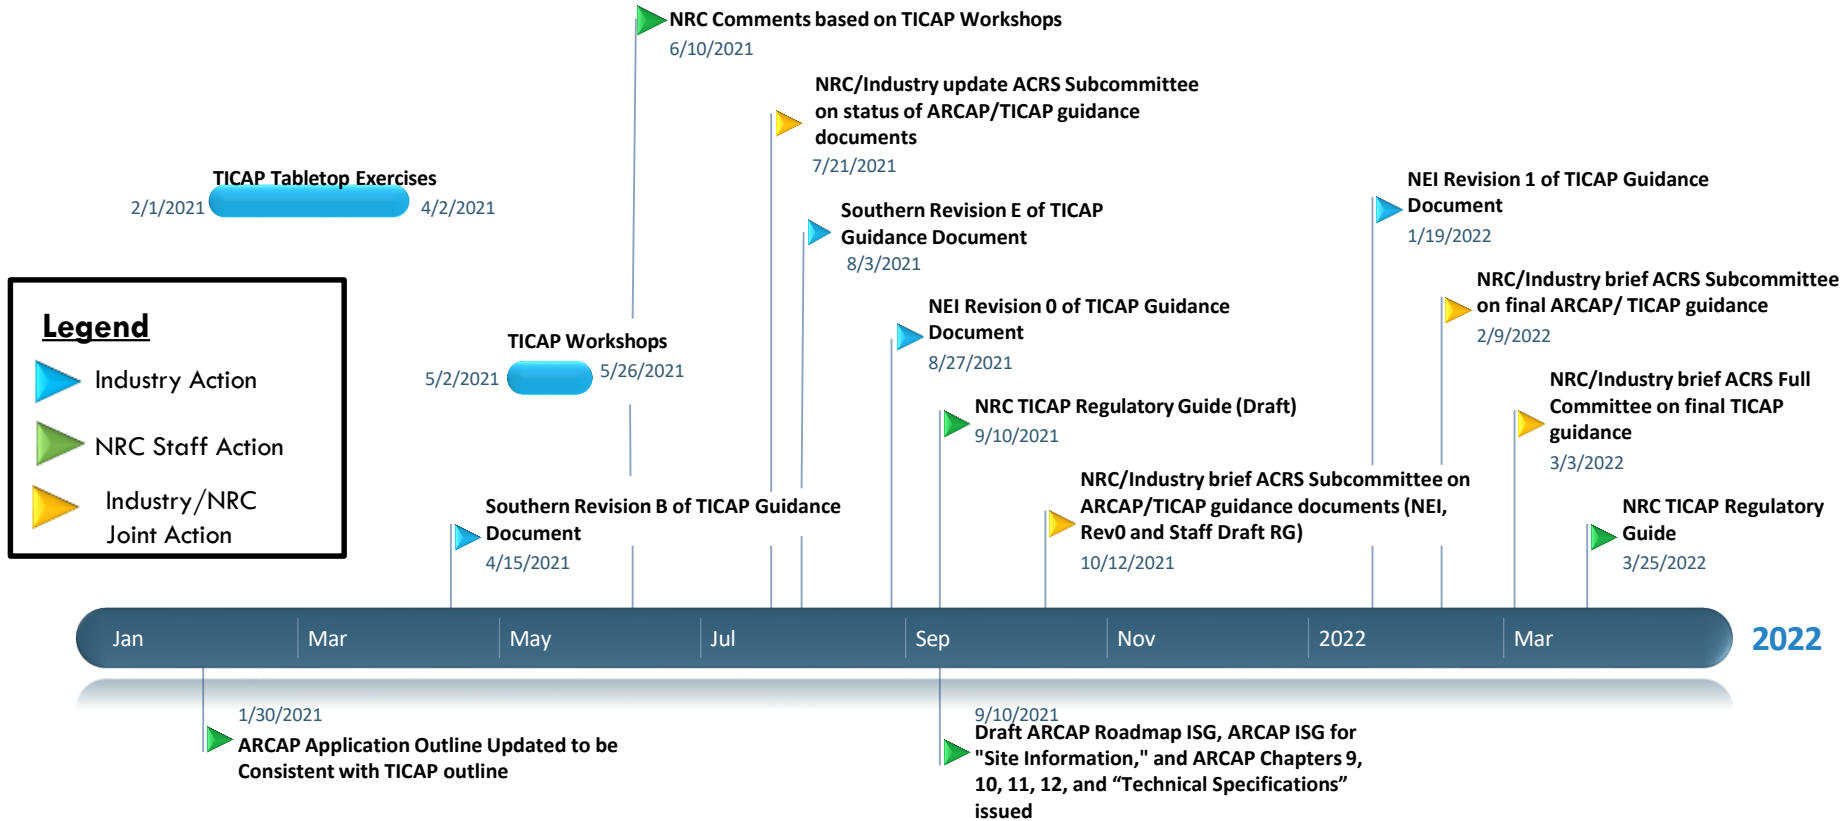 NRC Comments based on TICAP Workshops
6/10/2021
NRC/Industry update ACRS Subcommittee
on status of ARCAP/TICAP guidance
documents
7/21/2021
TICAP Tabletop Exercises
2/1/2021
4/2/2021
Southern Revision E of TICAP
Guidance Document
8/3/2021
NEI Revision 1 of TICAP Guidance
Document
1/19/2022
NRC/Industry brief ACRS Subcommittee
on final ARCAP/ TICAP guidance
2/9/2022
Legend
Industry Action
NRC Staff Action
Industry/NRC
Joint Action
TICAP Workshops
5/2/2021
5/26/2021
NEI Revision 0 of TICAP Guidance
Document
8/27/2021
NRC TICAP Regulatory Guide (Draft)
9/10/2021
NRC/Industry brief ACRS Full
Committee on final TICAP
guidance
3/3/2022
Southern Revision B of TICAP Guidance
Document
4/15/2021
NRC/Industry brief ACRS Subcommittee on
ARCAP/TICAP guidance documents (NEI,
Rev0 and Staff Draft RG)
10/12/2021
NRC TICAP Regulatory
Guide
3/25/2022
Jan
Mar
May
Jul
Sep
Nov
2022
Mar
2022
1/30/2021
ARCAP Application Outline Updated to be
Consistent with TICAP outline
9/10/2021
Draft ARCAP Roadmap ISG, ARCAP ISG for
"Site Information," and ARCAP Chapters 9,
10, 11, 12, and “Technical Specifications”
issued